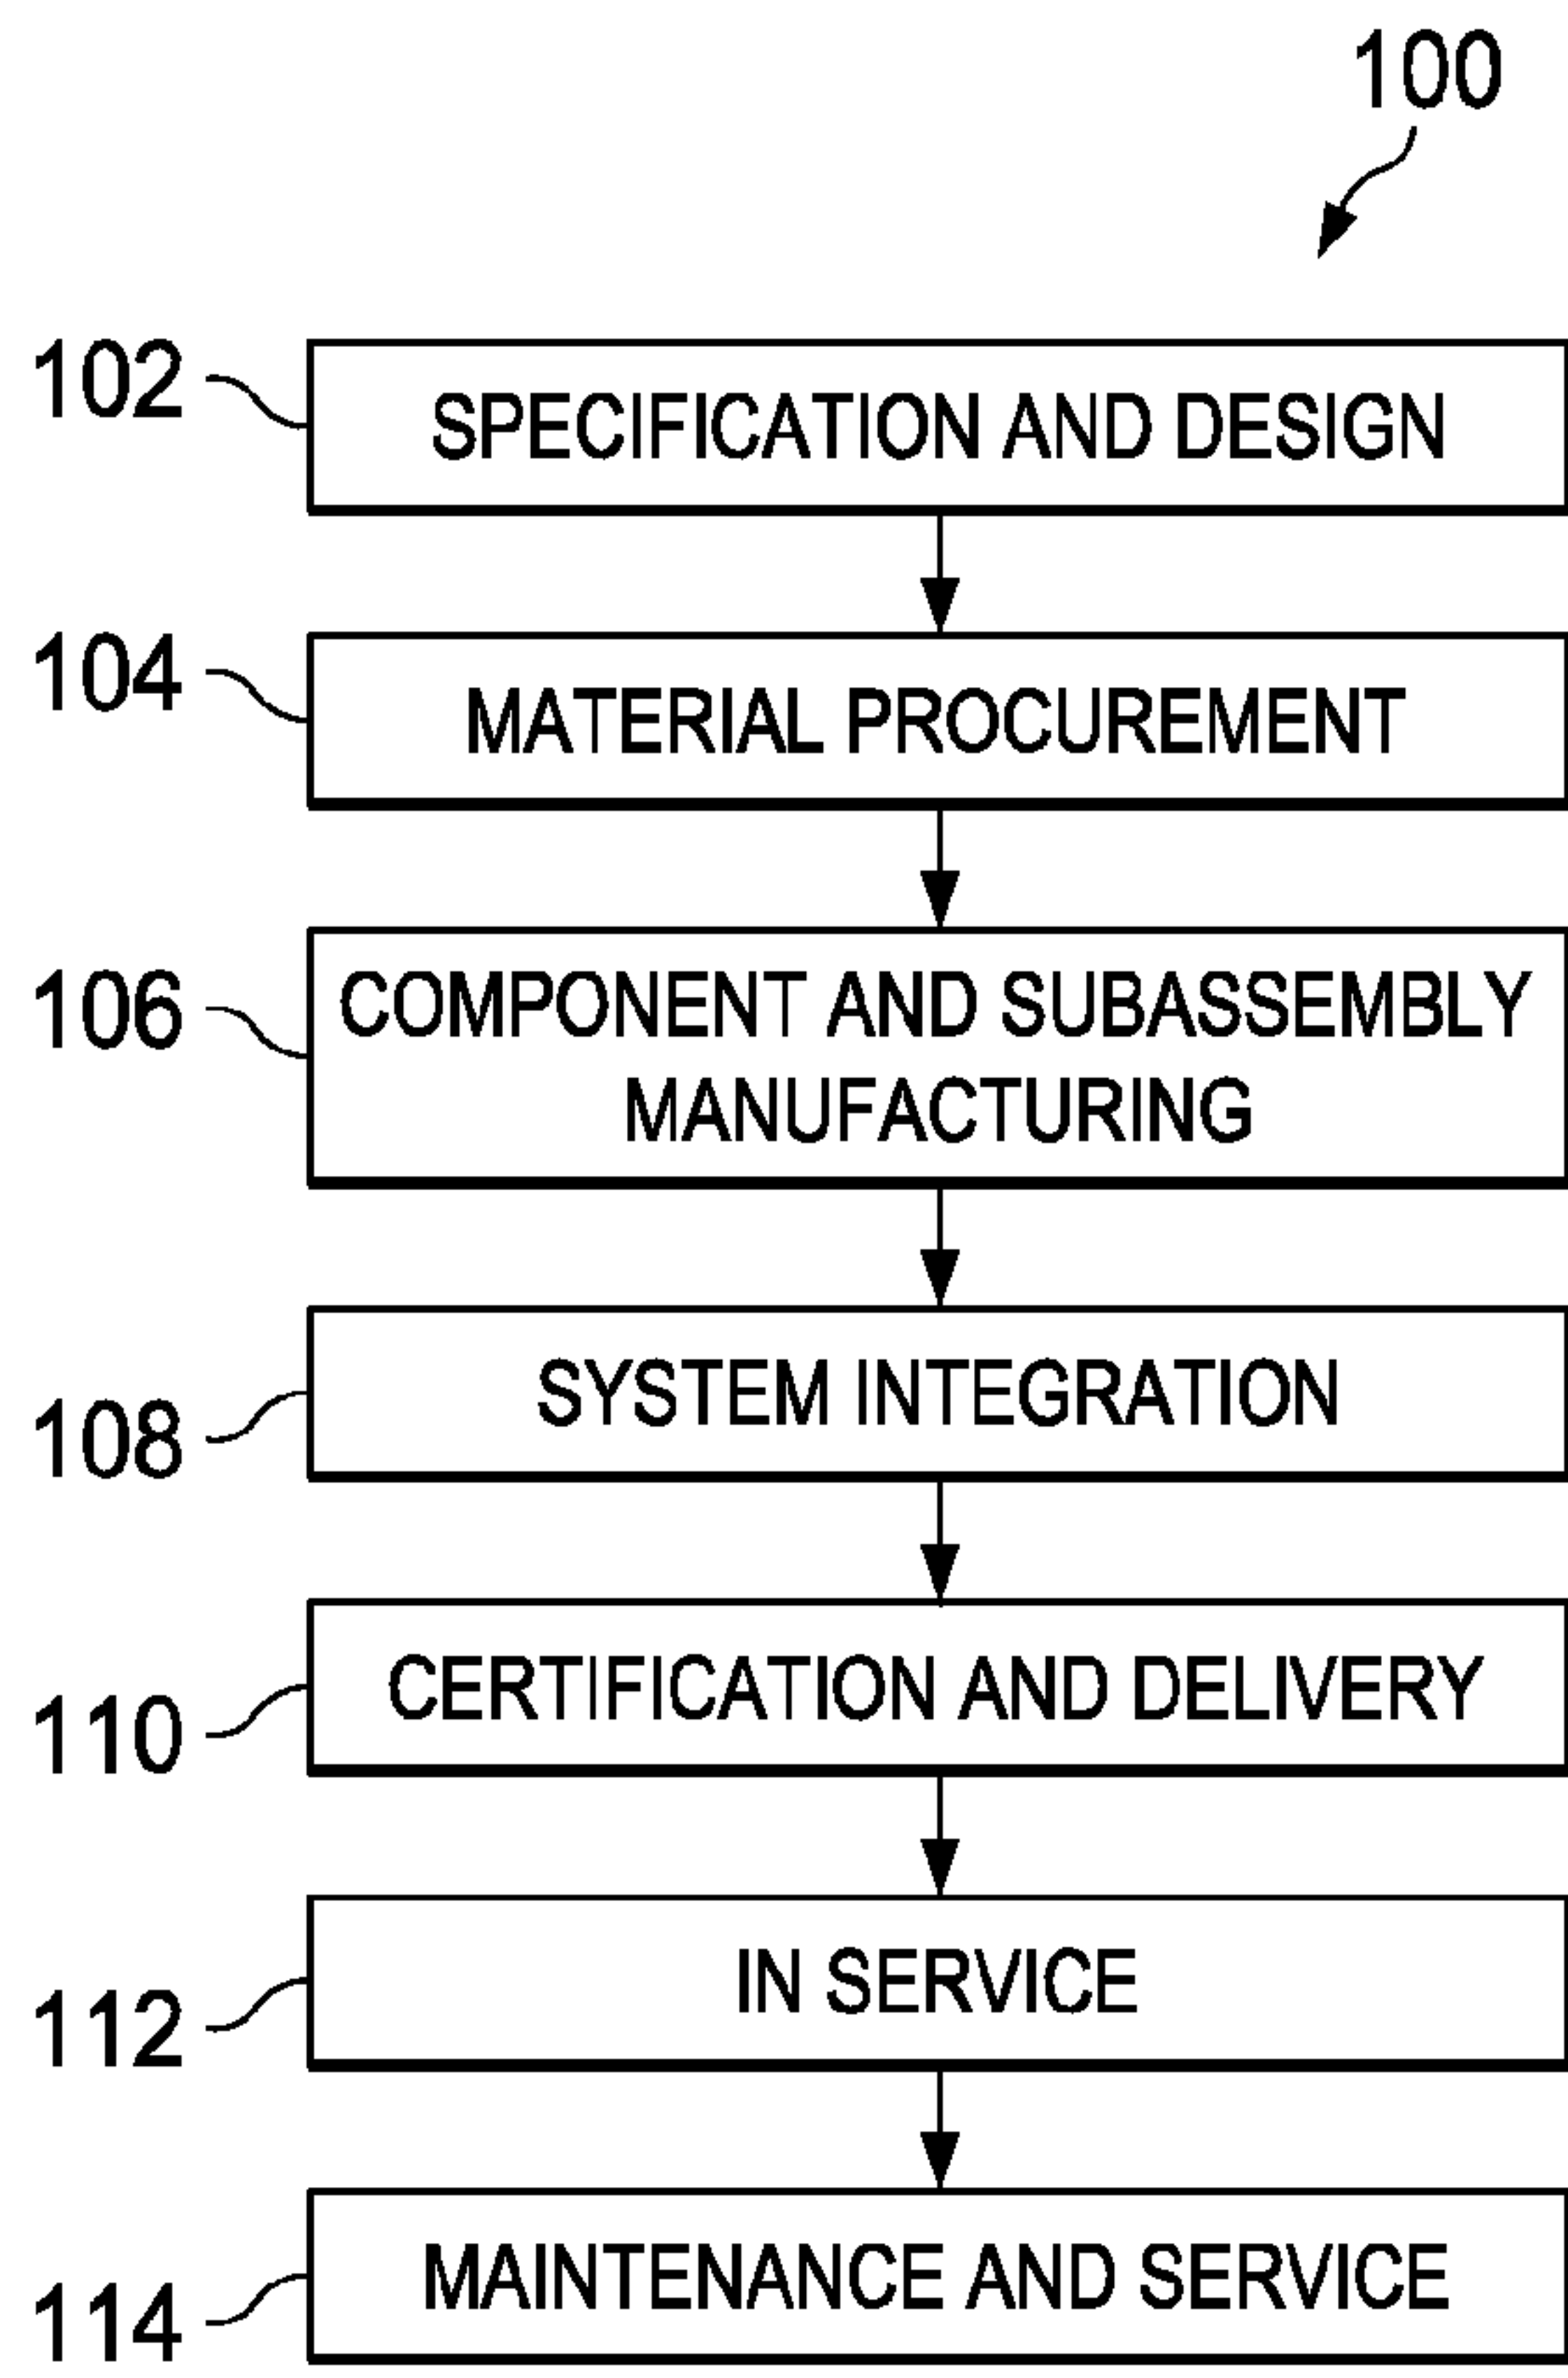 100
102
SPECIFICATION AND DESIGN
104
MATERIAL PROCUREMENT
106
COMPONENT AND SUBASSEMBLY
MANUFACTURING
108
SYSTEM INTEGRATION
110
CERTIFICATION AND DELIVERY
112
IN SERVICE
114
MAINTENANCE AND SERVICE